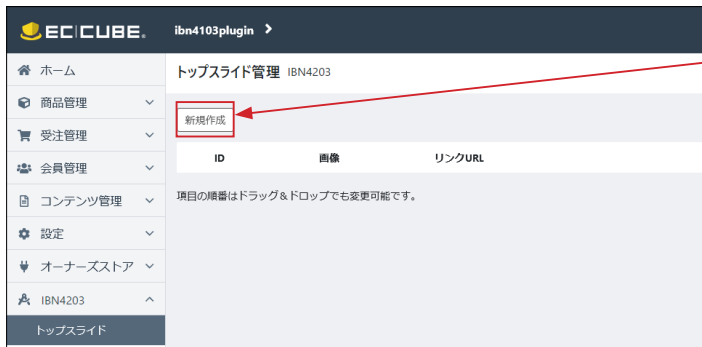 EC CUBE.
ibn4103plugin
ホーム
商品管理
受注管理
会員管理
コンテンツ管理
設定
オーナーズストア
IBN4203
トップスライド
トップスライド管理 IBN4203
新規作成
ID 画像 リンクURL
項目の順番はドラッグ&ドロップでも変更可能です。